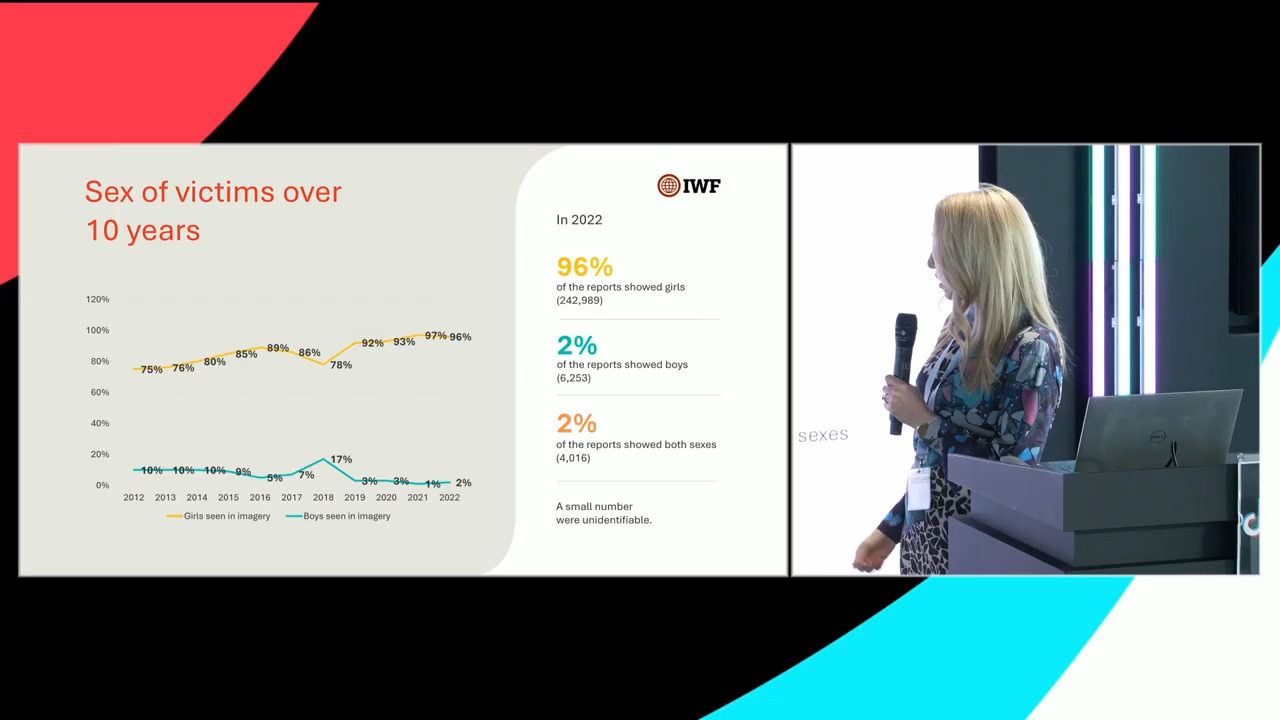 Sex of victims over
10 years
120%
100%
80%
60%
40%
20%
0%
75% 76% 80% 85% 89% 86% 78% 92% 93% 97% 96%
10% 10% 10% 9% 5% 7% 17% 3% 3% 1% 2%
2012 2013 2014 2015 2016 2017 2018 2019 2020 2021 2022
Girls seen in imagery Boys seen in imagery
IWF
In 2022
96%
of the reports showed girls
(242,989)
2%
of the reports showed boys
(6,253)
2%
of the reports showed both sexes
(4,016)
A small number
were unidentifiable.
sexes
DELL